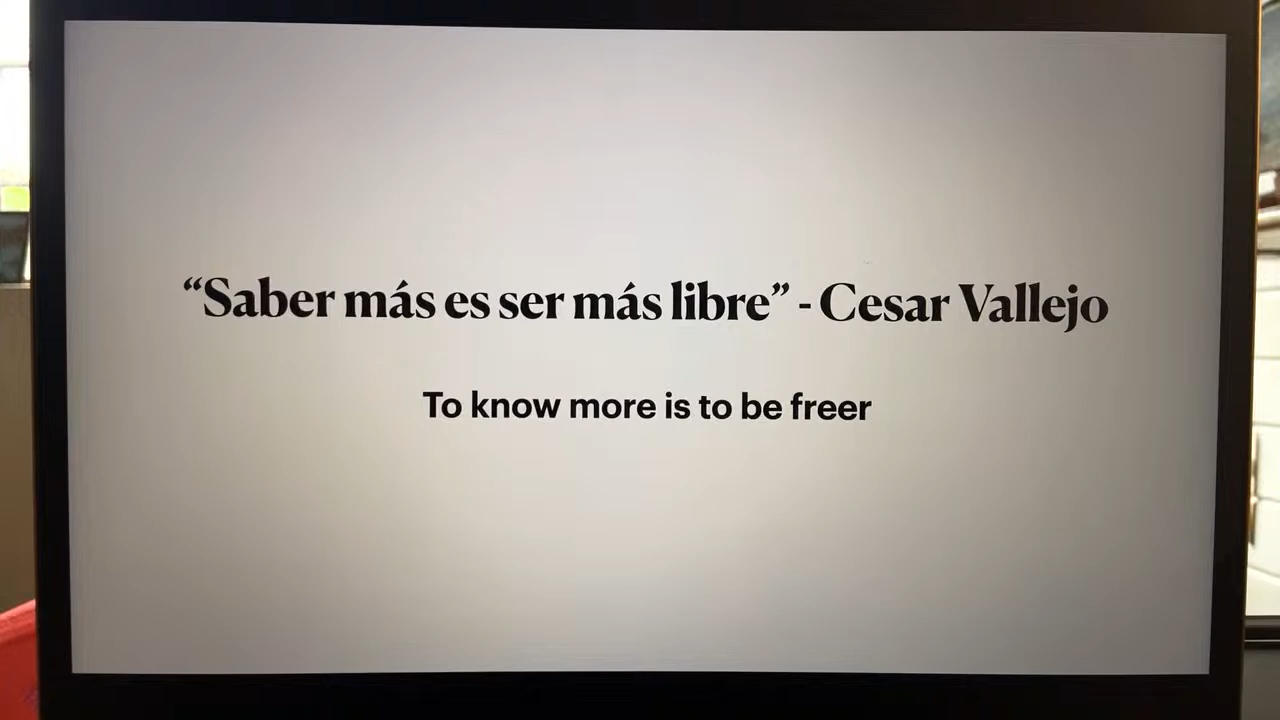 “Saber más es ser más libre” - Cesar Vallejo
To know more is to be freer